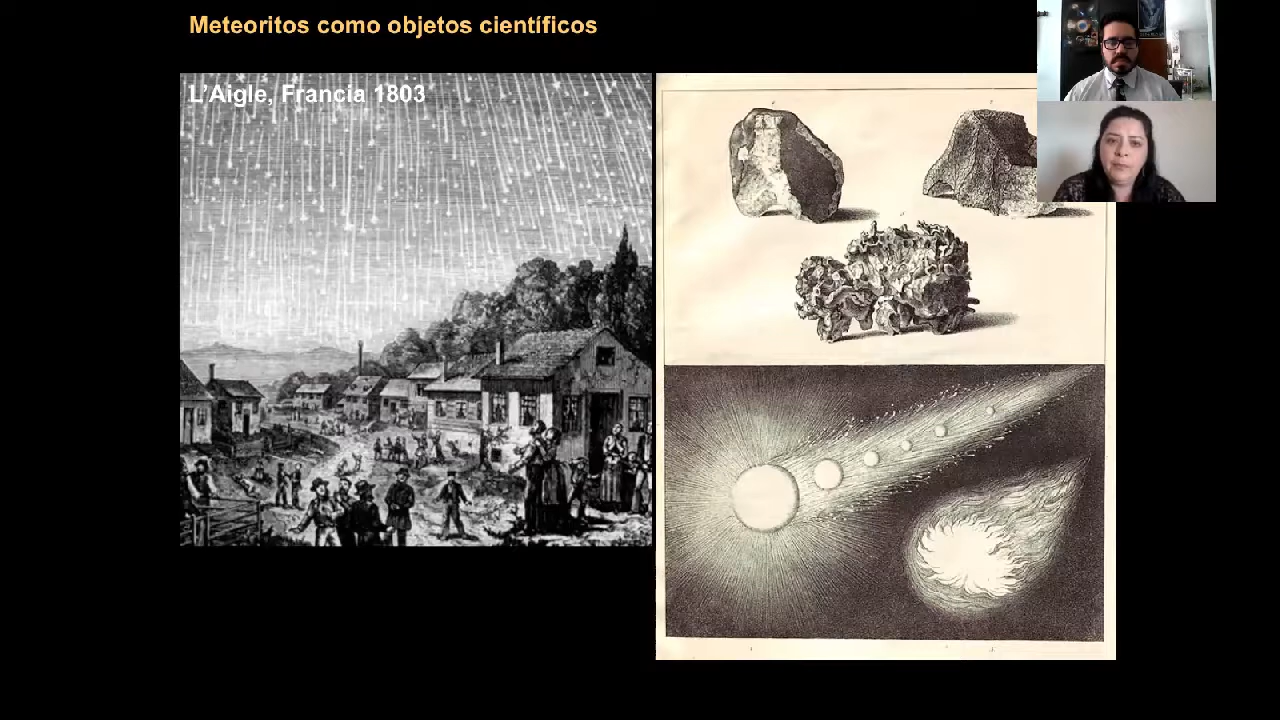 Meteoritos como objetos científicos
L'Aigle, Francia 1803